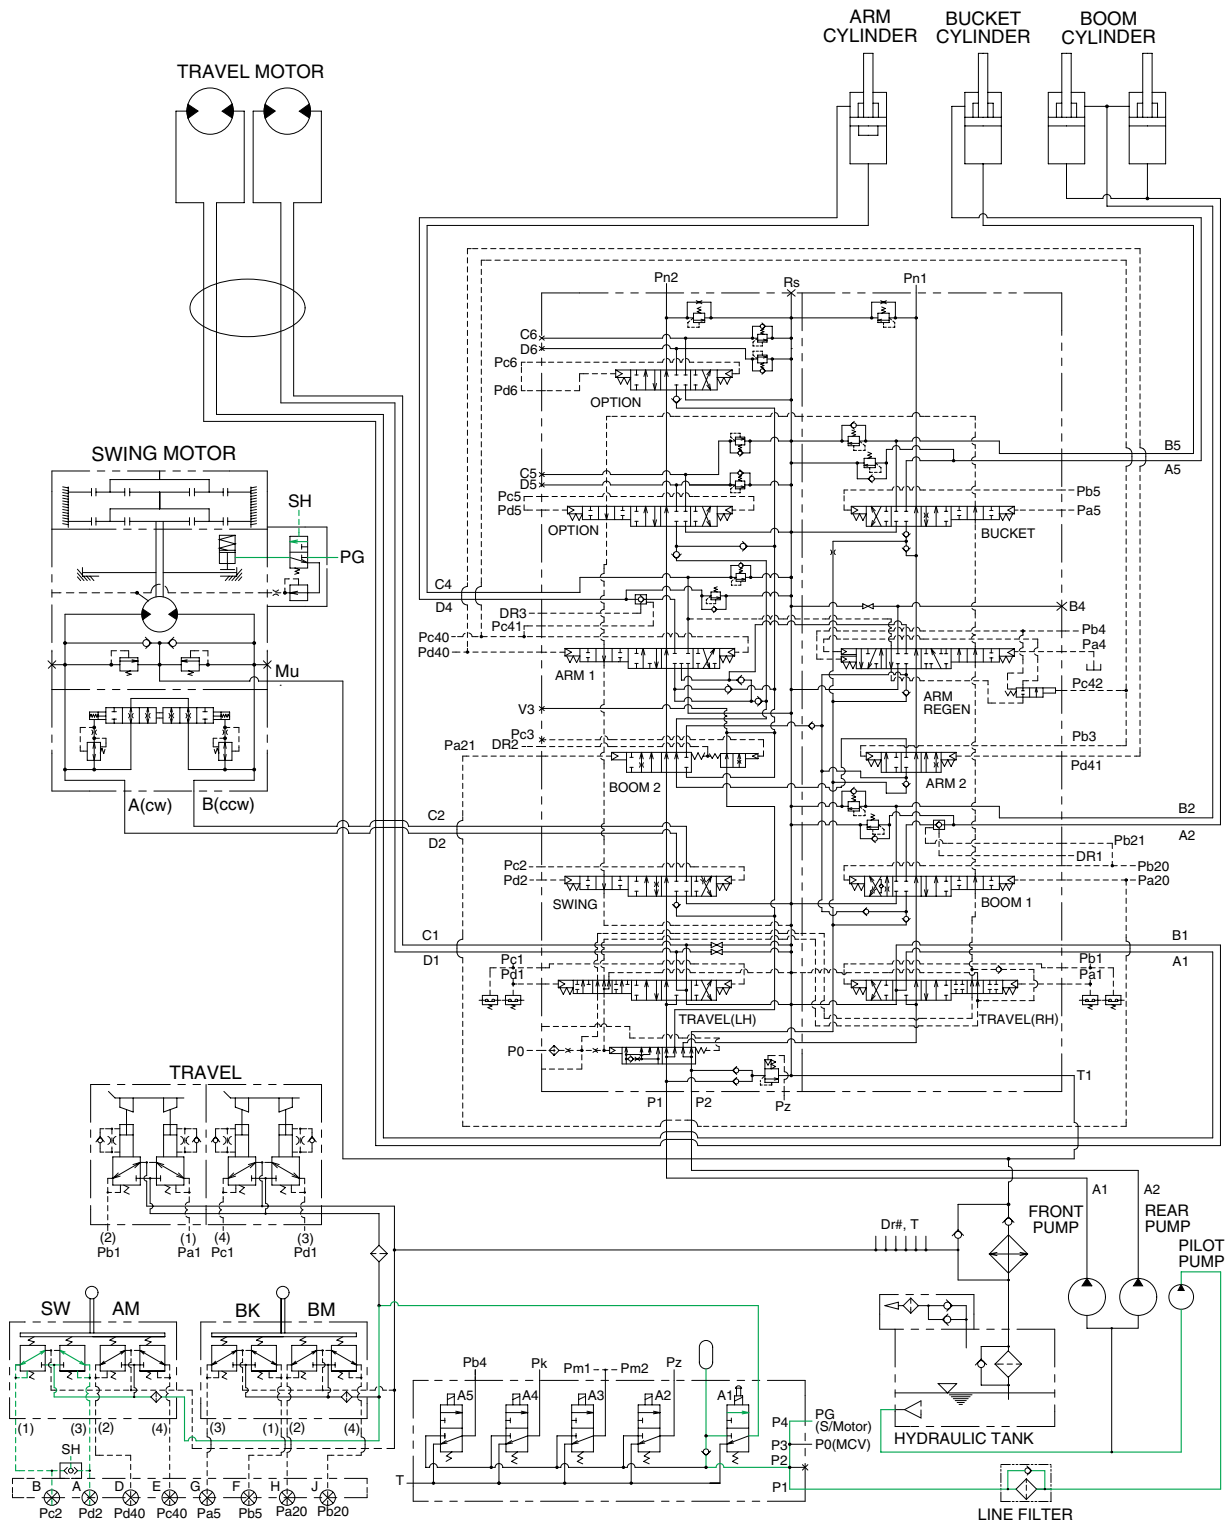 ARM
CYLINDER
BUCKET
CYLINDER
BOOM
CYLINDER
TRAVEL MOTOR
Pn2
Rs
Pn1
C6
D6
Pc6
Pd6
OPTION
SWING MOTOR
SH
PG
Mu
A(cw)
B(ccw)
B5
A5
C5
D5
Pc5
Pd5
OPTION
Pb5
Pa5
BUCKET
C4
D4
DR3
Pc41
Pc40
Pd40
ARM 1
B4
Pb4
Pa4
Pc42
ARM
REGEN
V3
Pc3
DR2
Pa21
BOOM 2
Pb3
Pd41
ARM 2
C2
D2
B2
A2
Pb21
DR1
Pc2
Pd2
SWING
Pb20
Pa20
BOOM 1
C1
D1
B1
A1
Pc1
Pd1
Pb1
Pa1
TRAVEL(LH)
TRAVEL(RH)
P0
T1
P1
P2
Pz
TRAVEL
(2)
Pb1
(1)
Pa1
(4)
Pc1
(3)
Pd1
A1
A2
FRONT
PUMP
REAR
PUMP
PILOT
PUMP
Dr#, T
SW
AM
BK
BM
(1)
(3)
(2)
(4)
(3)
(1)
(2)
(4)
SH
B
A
D
E
G
F
H
J
Pc2
Pd2
Pd40
Pc40
Pa5
Pb5
Pa20
Pb20
Pb4
Pk
Pm1
Pm2
Pz
A5
A4
A3
A2
A1
T
P4
PG
(S/Motor)
P3
P0(MCV)
P2
P1
HYDRAULIC TANK
LINE FILTER